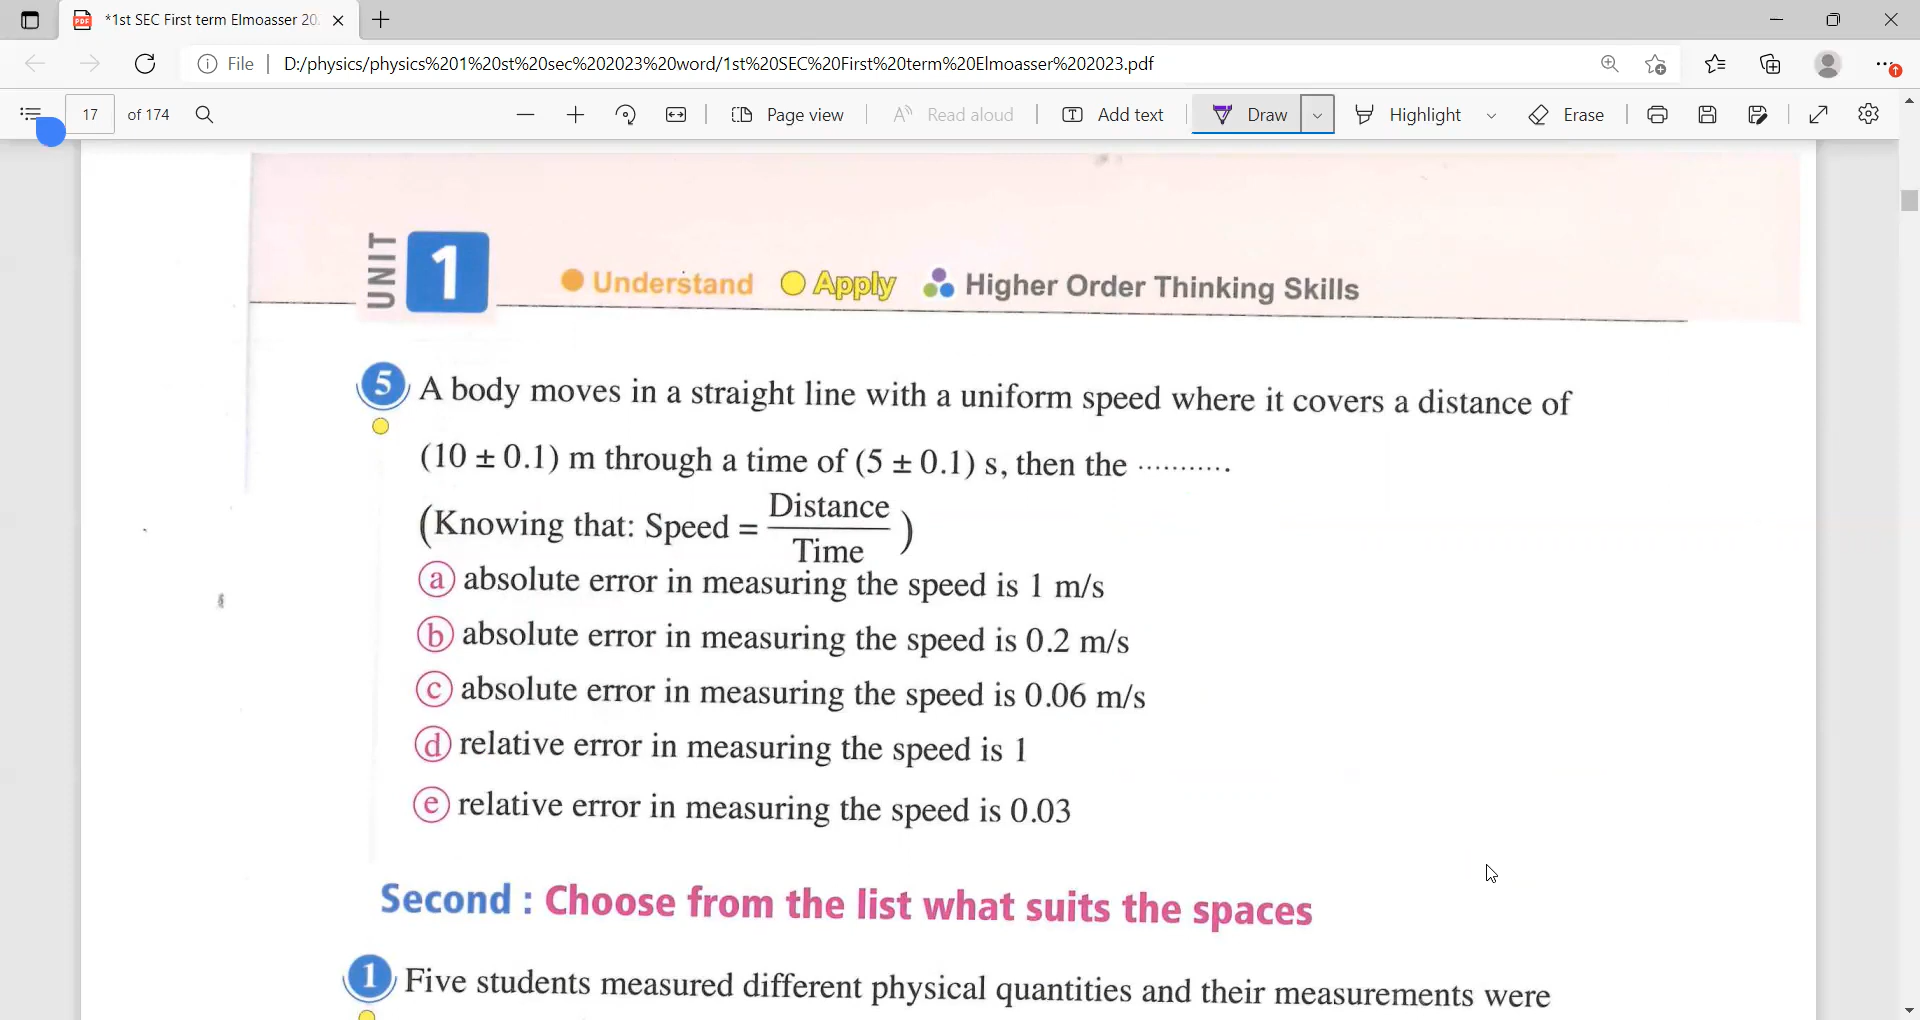 *1st SEC First term Elmoasser 20
File D:/physics/physics%201%20st%20sec%202023%20word/1st%20SEC%20First%20term%20Elmoasser%202023.pdf
17 of 174 Page view Read aloud Add text Draw Highlight Erase
UNIT 1 Understand Apply Higher Order Thinking Skills
5 A body moves in a straight line with a uniform speed where it covers a distance of
(10 ± 0.1) m through a time of (5 ± 0.1) s, then the ...........
(Knowing that: Speed = Distance / Time)
a absolute error in measuring the speed is 1 m/s
b absolute error in measuring the speed is 0.2 m/s
c absolute error in measuring the speed is 0.06 m/s
d relative error in measuring the speed is 1
e relative error in measuring the speed is 0.03
Second : Choose from the list what suits the spaces
1 Five students measured different physical quantities and their measurements were